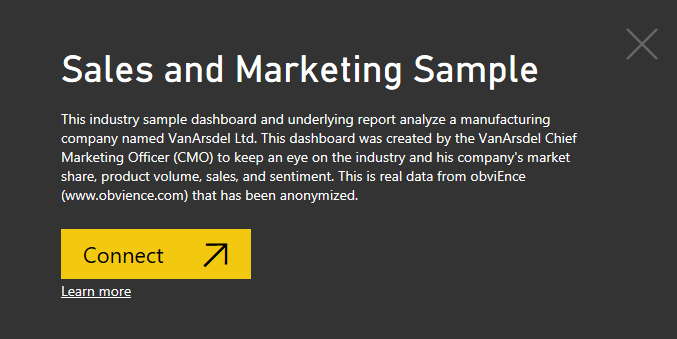 Sales and Marketing Sample
This industry sample dashboard and underlying report analyze a manufacturing
company named VanArsdel Ltd. This dashboard was created by the VanArsdel Chief
Marketing Officer (CMO) to keep an eye on the industry and his company's market
share, product volume, sales, and sentiment. This is real data from obviEnce
(www.obvience.com) that has been anonymized.
Connect
Learn more